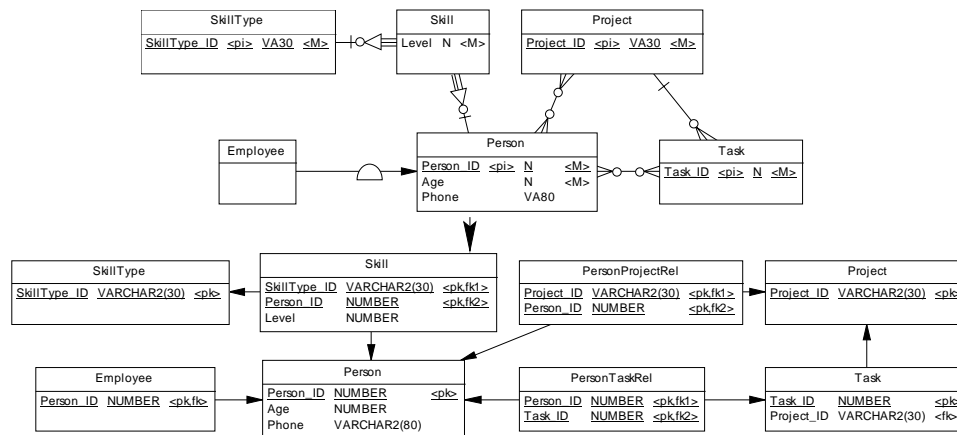 SkillType
SkillType_ID <pi> VA30 <M>
Skill
Level N <M>
Project
Project_ID <pi> VA30 <M>
Employee
Person
Person_ID <pi> N <M>
Age N <M>
Phone VA80
Task
Task_ID <pi> N <M>
SkillType
SkillType_ID VARCHAR2(30) <pk>
Skill
SkillType_ID VARCHAR2(30) <pk,fk1>
Person_ID NUMBER <pk,fk2>
Level NUMBER
PersonProjectRel
Project_ID VARCHAR2(30) <pk,fk1>
Person_ID NUMBER <pk,fk2>
Project
Project_ID VARCHAR2(30) <pk>
Employee
Person_ID NUMBER <pk,fk>
Person
Person_ID NUMBER <pk>
Age NUMBER
Phone VARCHAR2(80)
PersonTaskRel
Person_ID NUMBER <pk,fk1>
Task_ID NUMBER <pk,fk2>
Task
Task_ID NUMBER <pk>
Project_ID VARCHAR2(30) <fk>